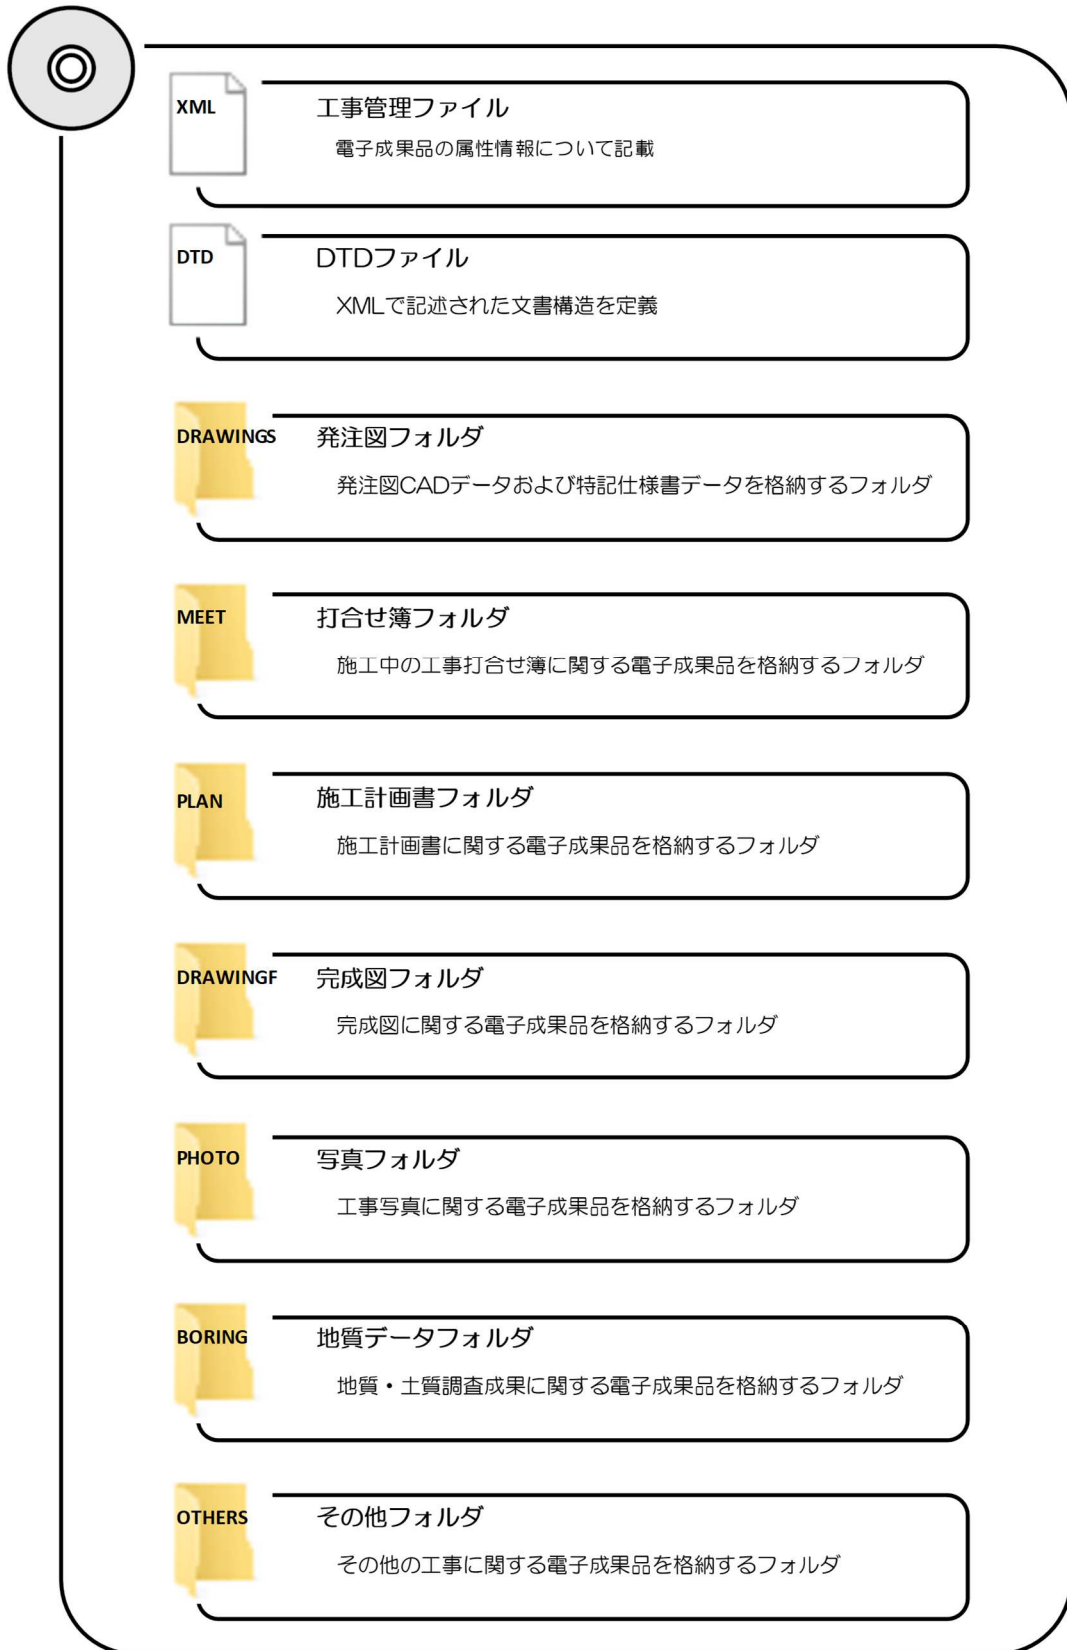 XML
工事管理ファイル
電子成果品の属性情報について記載
DTD
DTDファイル
XMLで記述された文書構造を定義
DRAWINGS
発注図フォルダ
発注図CADデータおよび特記仕様書データを格納するフォルダ
MEET
打合せ簿フォルダ
施工中の工事打合せ簿に関する電子成果品を格納するフォルダ
PLAN
施工計画書フォルダ
施工計画書に関する電子成果品を格納するフォルダ
DRAWINGF
完成図フォルダ
完成図に関する電子成果品を格納するフォルダ
PHOTO
写真フォルダ
工事写真に関する電子成果品を格納するフォルダ
BORING
地質データフォルダ
地質・土質調査成果に関する電子成果品を格納するフォルダ
OTHERS
その他フォルダ
その他の工事に関する電子成果品を格納するフォルダ